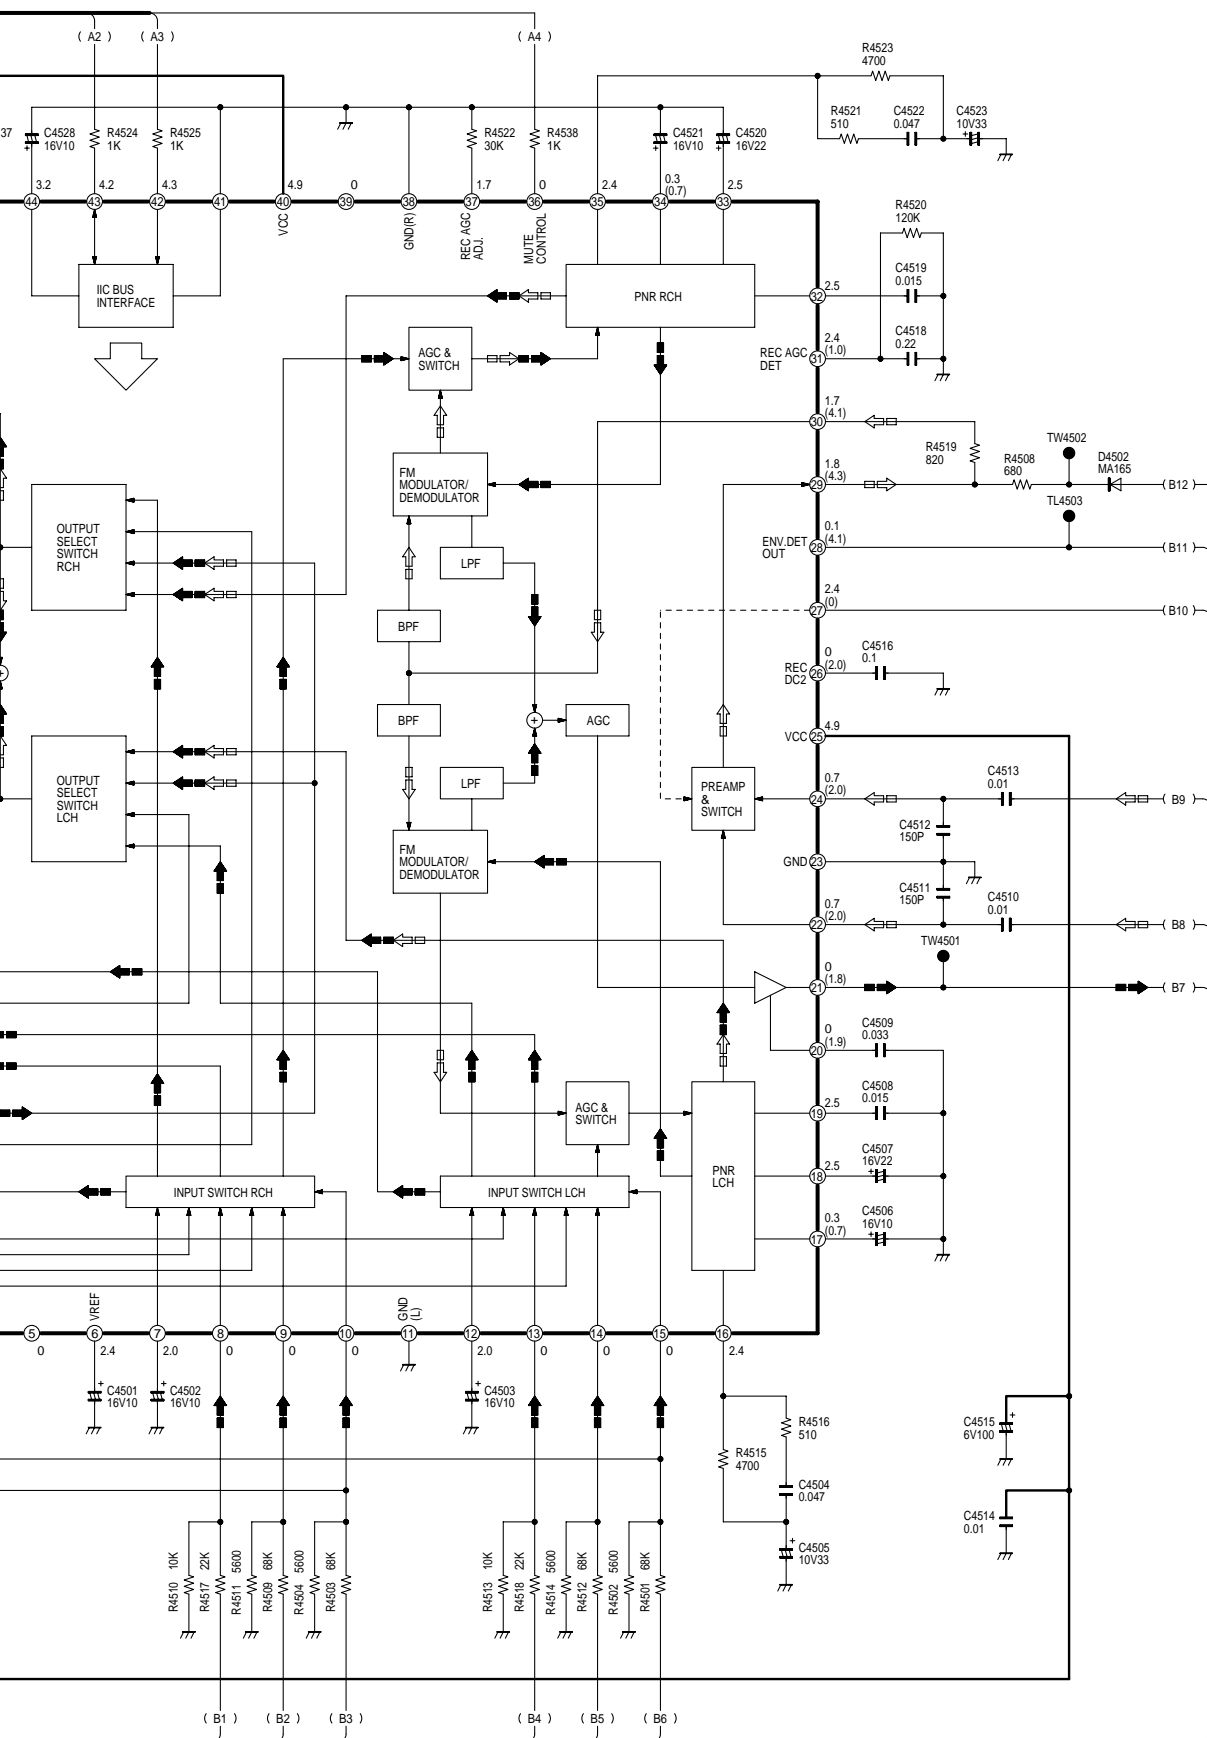 ( A2 )
( A3 )
( A4 )
R4523
4700
R4521
510
C4522
0.047
C4523
10V33
37
C4528
16V10
R4524
1K
R4525
1K
R4522
30K
R4538
1K
C4521
16V10
C4520
16V22
3.2
4.2
4.3
4.9
0
1.7
0
2.4
0.3
(0.7)
2.5
44
43
42
41
40
39
38
37
36
35
34
33
VCC
GND(R)
REC AGC
ADJ.
MUTE
CONTROL
R4520
120K
IIC BUS
INTERFACE
PNR RCH
2.5
32
C4519
0.015
AGC &
SWITCH
REC AGC
DET
2.4
(1.0)
31
C4518
0.22
1.7
(4.1)
30
R4519
820
R4508
680
TW4502
D4502
MA165
FM
MODULATOR/
DEMODULATOR
1.8
(4.3)
29
( B12 )
TL4503
OUTPUT
SELECT
SWITCH
RCH
LPF
ENV.DET
OUT
0.1
(4.1)
28
( B11 )
BPF
2.4
(0)
27
( B10 )
REC
DC2
0
(2.0)
26
C4516
0.1
+
BPF
+
AGC
VCC
4.9
25
OUTPUT
SELECT
SWITCH
LCH
LPF
PREAMP
&
SWITCH
0.7
(2.0)
24
C4513
0.01
( B9 )
C4512
150P
FM
MODULATOR/
DEMODULATOR
GND
23
C4511
150P
C4510
0.01
0.7
(2.0)
22
( B8 )
TW4501
0
(1.8)
21
( B7 )
0
(1.9)
20
C4509
0.033
AGC &
SWITCH
2.5
19
C4508
0.015
PNR
LCH
2.5
18
C4507
16V22
+
INPUT SWITCH RCH
INPUT SWITCH LCH
0.3
(0.7)
17
C4506
16V10
+
VREF
GND
(L)
5
6
7
8
9
10
11
12
13
14
15
16
0
2.4
2.0
0
0
0
2.0
0
0
0
2.4
C4501
16V10
C4502
16V10
C4503
16V10
R4516
510
R4515
4700
C4504
0.047
C4505
10V33
C4515
6V100
C4514
0.01
R4510 10K
R4517 22K
R4511 5600
R4509 68K
R4504 5600
R4503 68K
R4513 10K
R4518 22K
R4514 5600
R4512 68K
R4502 5600
R4501 68K
( B1 )
( B2 )
( B3 )
( B4 )
( B5 )
( B6 )